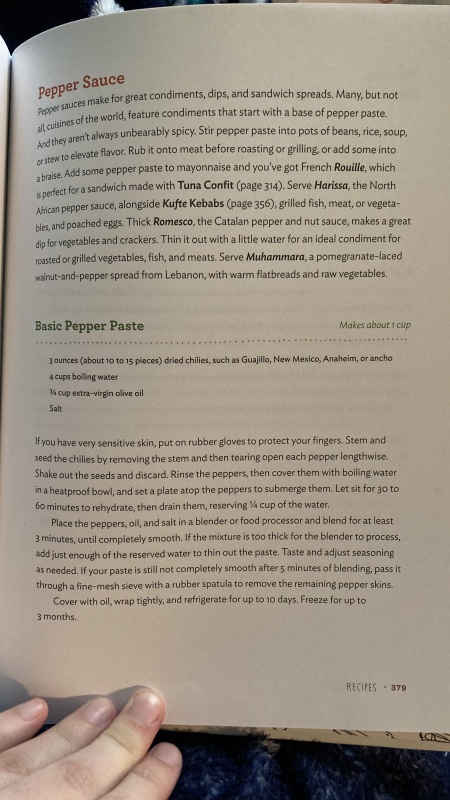 Pepper Sauce
Pepper sauces make for great condiments, dips, and sandwich spreads. Many, but not
all, cuisines of the world, feature condiments that start with a base of pepper paste.
And they aren't always unbearably spicy. Stir pepper paste into pots of beans, rice, soup,
or stew to elevate flavor. Rub it onto meat before roasting or grilling, or add some into
a braise. Add some pepper paste to mayonnaise and you've got French Rouille, which
is perfect for a sandwich made with Tuna Confit (page 314). Serve Harissa, the North
African pepper sauce, alongside Kufte Kebabs (page 356), grilled fish, meat, or vegeta-
bles, and poached eggs. Thick Romesco, the Catalan pepper and nut sauce, makes a great
dip for vegetables and crackers. Thin it out with a little water for an ideal condiment for
roasted or grilled vegetables, fish, and meats. Serve Muhammara, a pomegranate-laced
walnut-and-pepper spread from Lebanon, with warm flatbreads and raw vegetables.
Basic Pepper Paste Makes about 1 cup
3 ounces (about 10 to 15 pieces) dried chilies, such as Guajillo, New Mexico, Anaheim, or ancho
4 cups boiling water
¾ cup extra-virgin olive oil
Salt
If you have very sensitive skin, put on rubber gloves to protect your fingers. Stem and
seed the chilies by removing the stem and then tearing open each pepper lengthwise.
Shake out the seeds and discard. Rinse the peppers, then cover them with boiling water
in a heatproof bowl, and set a plate atop the peppers to submerge them. Let sit for 30 to
60 minutes to rehydrate, then drain them, reserving ¼ cup of the water.
Place the peppers, oil, and salt in a blender or food processor and blend for at least
3 minutes, until completely smooth. If the mixture is too thick for the blender to process,
add just enough of the reserved water to thin out the paste. Taste and adjust seasoning
as needed. If your paste is still not completely smooth after 5 minutes of blending, pass it
through a fine-mesh sieve with a rubber spatula to remove the remaining pepper skins.
Cover with oil, wrap tightly, and refrigerate for up to 10 days. Freeze for up to
3 months.
RECIPES • 379